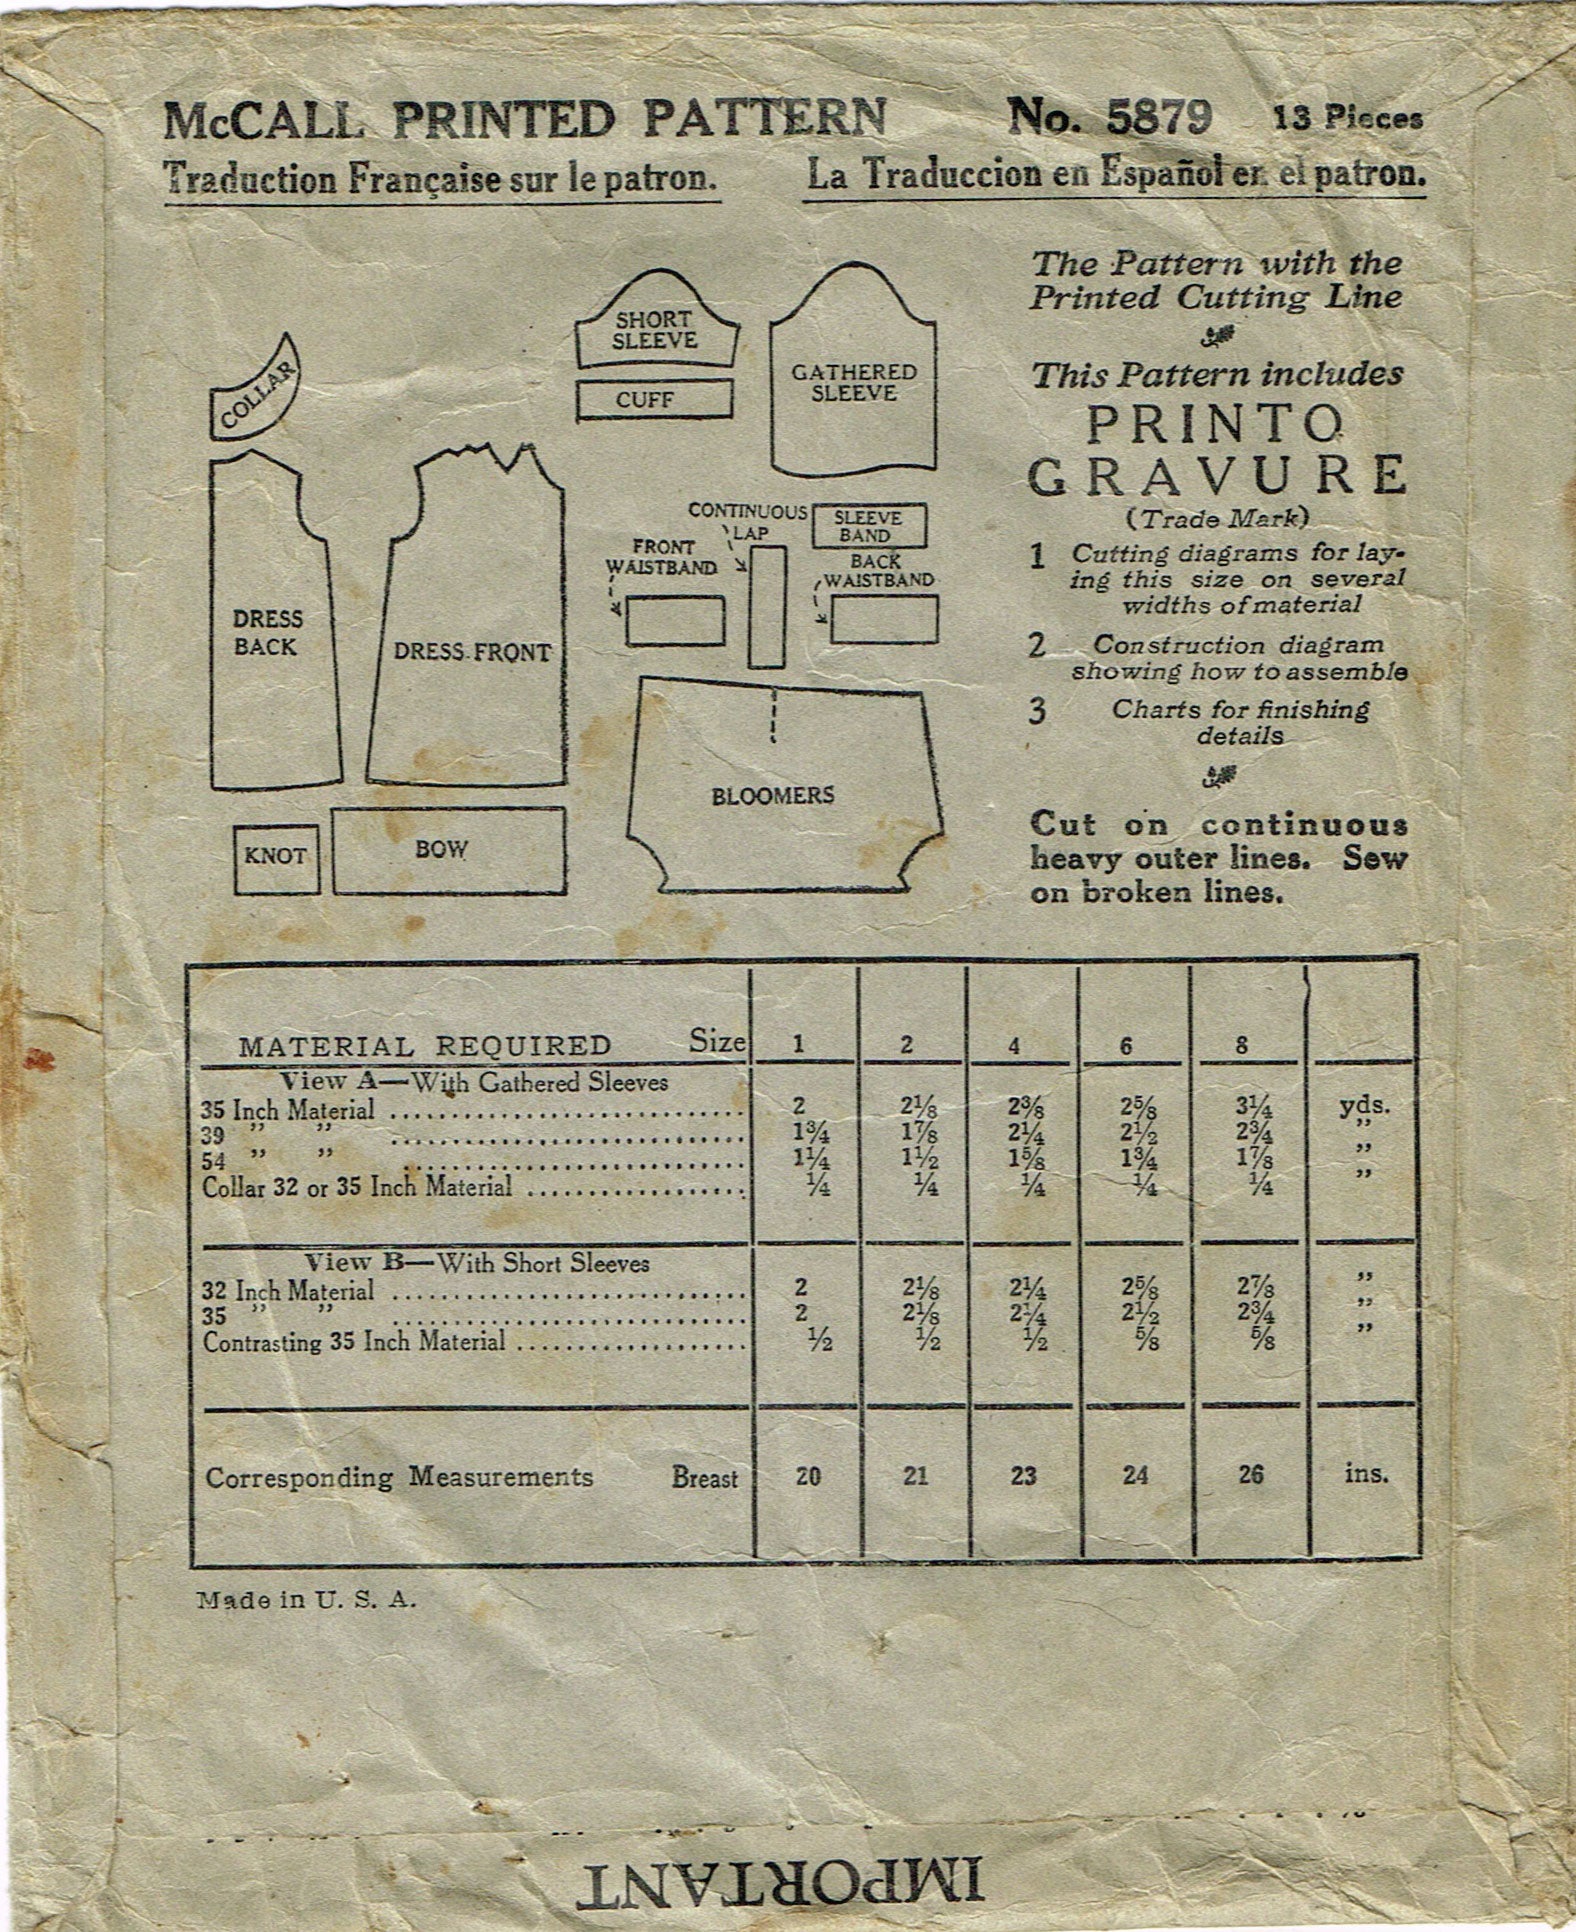 McCALL PRINTED PATTERN No. 5879 13 Pieces
Traduction Française sur le patron. La Traduccion en Español en el patron.
COLLAR
SHORT
SLEEVE
CUFF
GATHERED
SLEEVE
DRESS
BACK
DRESS FRONT
CONTINUOUS
LAP
SLEEVE
BAND
FRONT
WAISTBAND
BACK
WAISTBAND
BLOOMERS
KNOT
BOW
The Pattern with the
Printed Cutting Line
This Pattern includes
PRINTO
GRAVURE
(Trade Mark)
1 Cutting diagrams for lay-
ing this size on several
widths of material
2 Construction diagram
showing how to assemble
3 Charts for finishing
details
Cut on continuous
heavy outer lines. Sew
on broken lines.
MATERIAL REQUIRED Size 1 2 4 6 8
View A—With Gathered Sleeves
35 Inch Material .............................. 2 2⅛ 2⅜ 2⅝ 3¼ yds.
39 " " .............................. 1¾ 1⅞ 2¼ 2½ 2¾ "
54 " " ............................. 1¼ 1½ 1⅝ 1¾ 1⅞ "
Collar 32 or 35 Inch Material ................... ¼ ¼ ¼ ¼ ¼ "
View B—With Short Sleeves
32 Inch Material .............................. 2 2⅛ 2¼ 2⅝ 2⅞ "
35 " " .............................. 2 2⅛ 2¼ 2½ 2¾ "
Contrasting 35 Inch Material .................... ½ ½ ½ ⅝ ⅝ "
Corresponding Measurements Breast 20 21 23 24 26 ins.
Made in U. S. A.
IMPORTANT